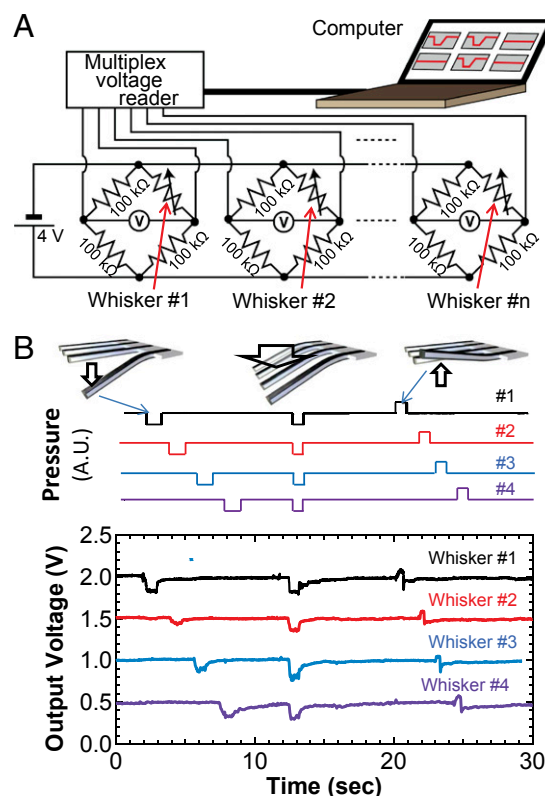 A
Computer
Multiplex
voltage
reader
4 V
100 kΩ
100 kΩ
100 kΩ
V
100 kΩ
100 kΩ
100 kΩ
V
100 kΩ
100 kΩ
100 kΩ
V
Whisker #1
Whisker #2
Whisker #n
B
Pressure
(A.U.)
#1
#2
#3
#4
Output Voltage (V)
2.5
2.0
1.5
1.0
0.5
0.0
Whisker #1
Whisker #2
Whisker #3
Whisker #4
0
10
20
30
Time (sec)